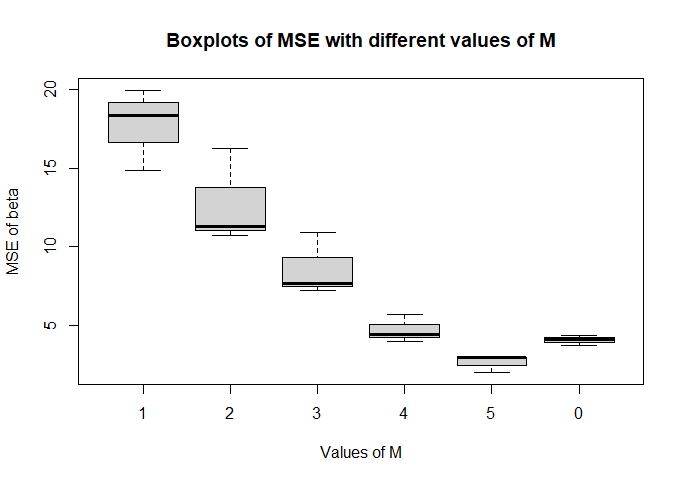 Boxplots of MSE with different values of M
20
15
10
5
MSE of beta
1 2 3 4 5 0
Values of M